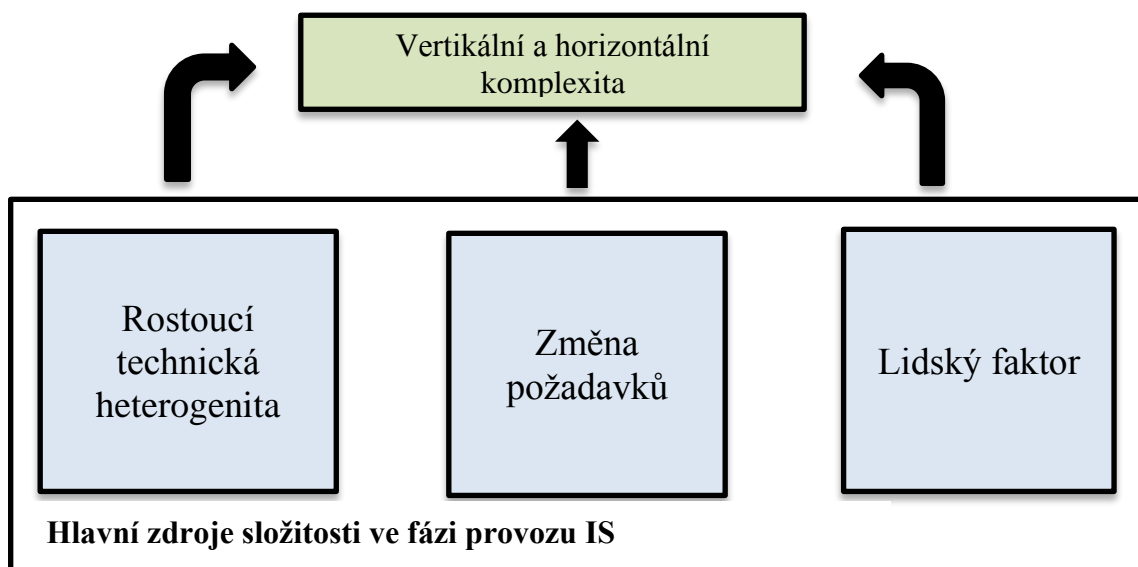 Vertikální a horizontální
komplexita
Rostoucí
technická
heterogenita
Změna
požadavků
Lidský faktor
Hlavní zdroje složitosti ve fázi provozu IS